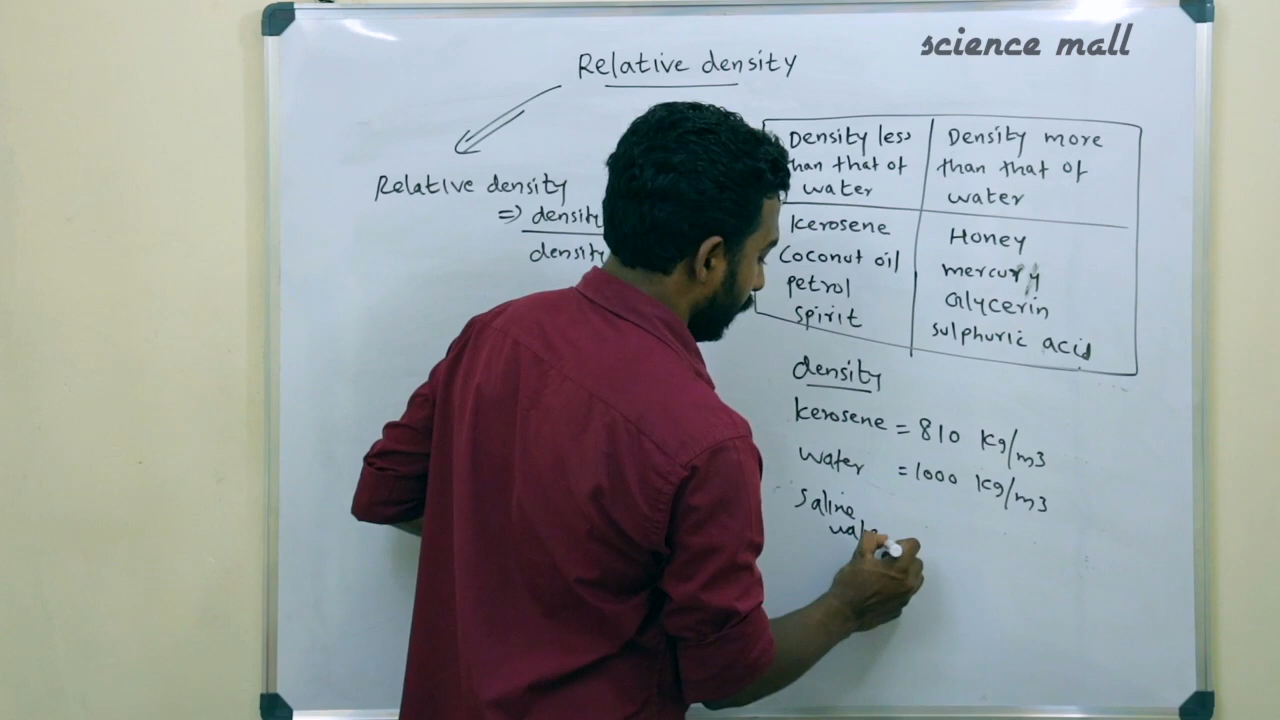 science mall
Relative density
Relative density
=> density
density
Density less
than that of
water
Density more
than that of
water
Kerosene
Coconut oil
petrol
spirit
Honey
mercury
Glycerin
sulphuric acid
density
Kerosene = 810 kg/m3
water = 1000 kg/m3
Saline